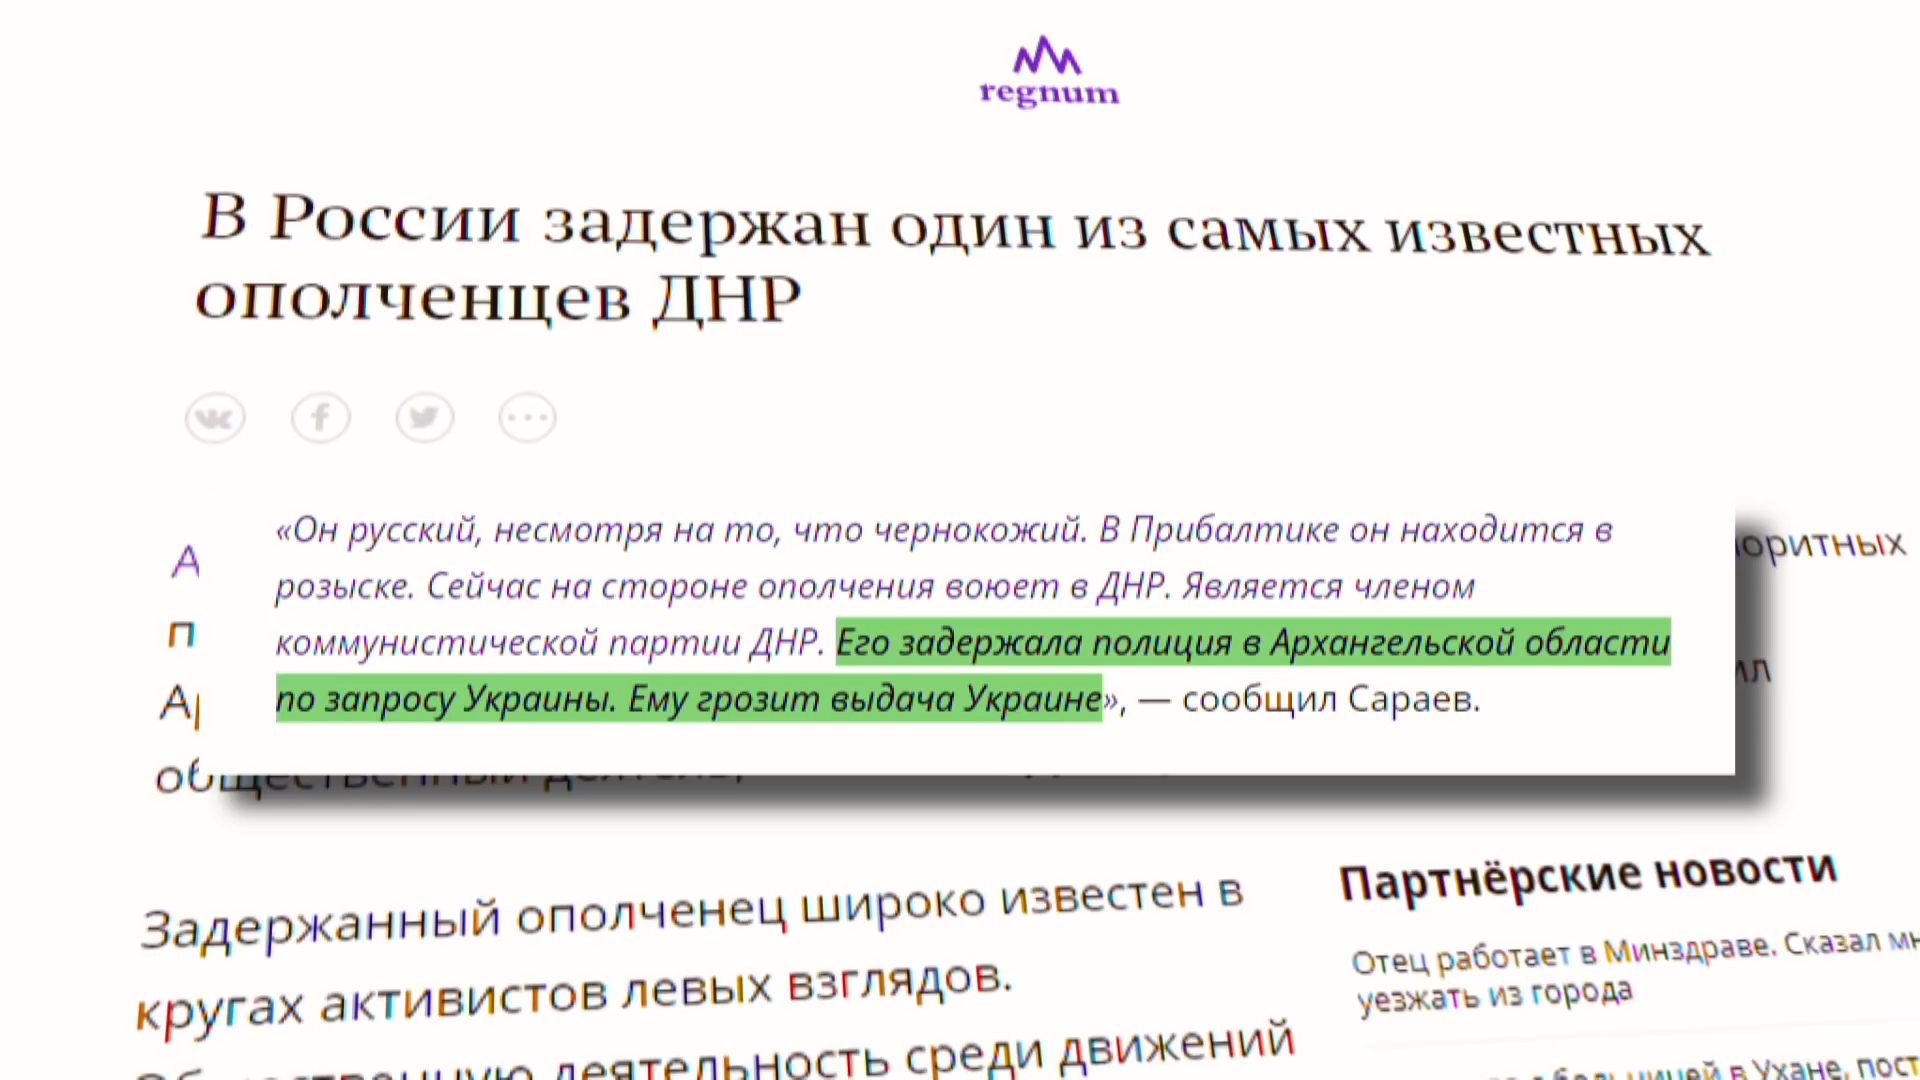 regnum
В России задержан один из самых известных
ополченцев ДНР
«Он русский, несмотря на то, что чернокожий. В Прибалтике он находится в
розыске. Сейчас на стороне ополчения воюет в ДНР. Является членом
коммунистической партии ДНР. Его задержала полиция в Архангельской области
по запросу Украины. Ему грозит выдача Украине», — сообщил Сараев.
Задержанный ополченец широко известен в
кругах активистов левых взглядов.
деятельность среди движений
Партнёрские новости
Отец работает в Минздраве. Сказал
уезжать из города
в Ухане,